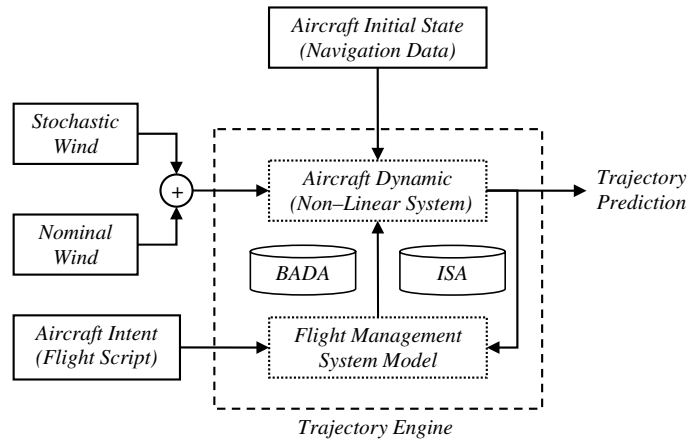 Aircraft Initial State
(Navigation Data)
Stochastic
Wind
+
Nominal
Wind
Aircraft Dynamic
(Non–Linear System)
Trajectory
Prediction
BADA
ISA
Aircraft Intent
(Flight Script)
Flight Management
System Model
Trajectory Engine